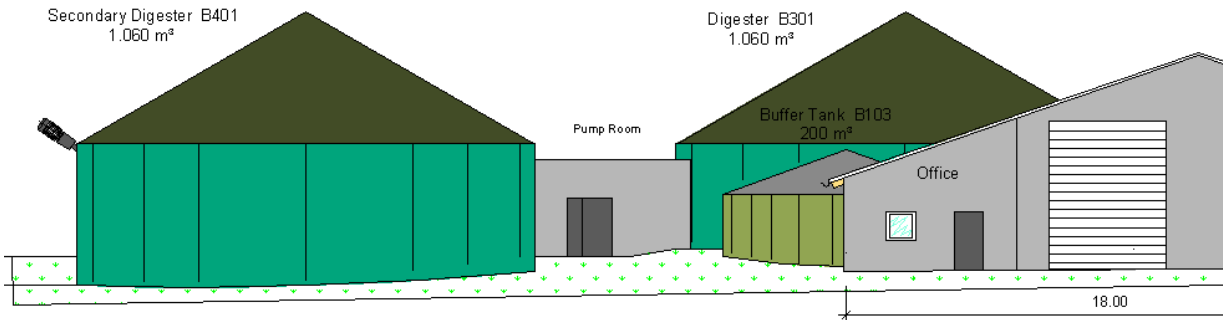 Secondary Digester B401
1.060 m³
Digester B301
1.060 m³
Buffer Tank B103
200 m³
Pump Room
Office
18.00